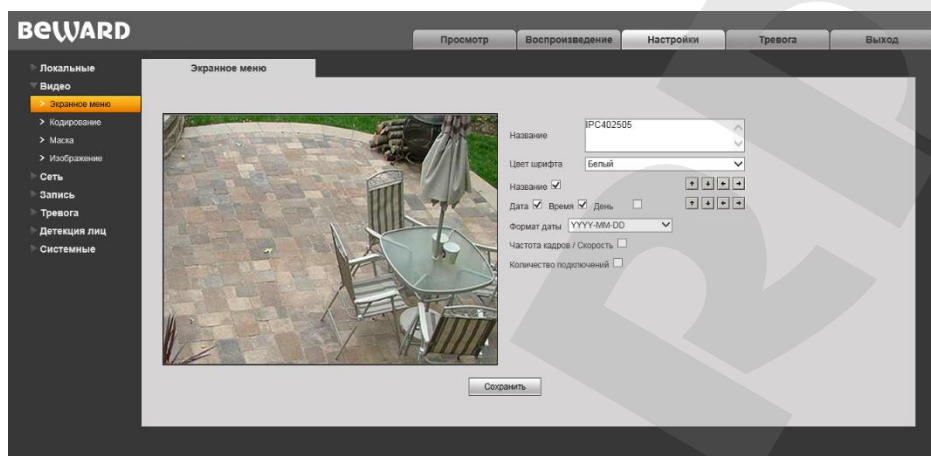 BEWARD
Просмотр Воспроизведение Настройки Тревога Выход
Локальные
Видео
Экранное меню
Кодирование
Маска
Изображение
Сеть
Запись
Тревога
Детекция лиц
Системные
Экранное меню
Название IPC402505
Цвет шрифта Белый
Название
Дата Время День
Формат даты YYYY-MM-DD
Частота кадров / Скорость
Количество подключений
Сохранить